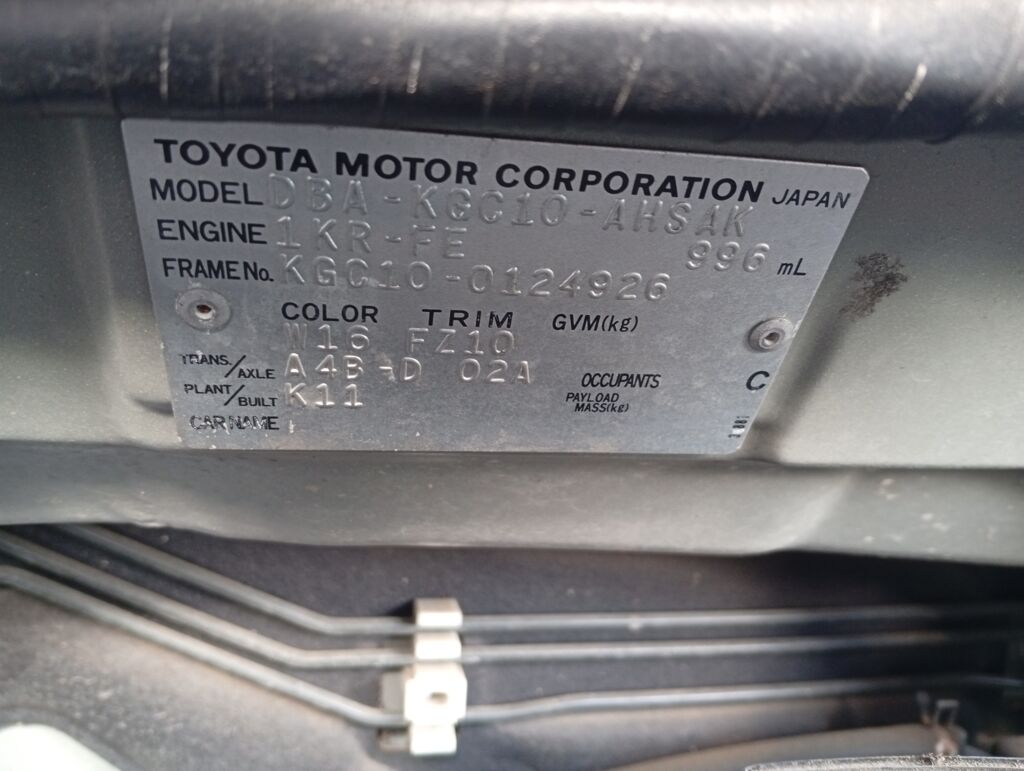 TOYOTA MOTOR CORPORATION JAPAN
MODEL DBA-KGC10-AHSAK
ENGINE 1KR-FE 996 mL
FRAME No. KGC10-0124926
COLOR TRIM GVM(kg)
W16 FZ10
TRANS./AXLE A4B-D 02A OCCUPANTS C
PLANT/BUILT K11 PAYLOAD MASS(kg)
CAR NAME